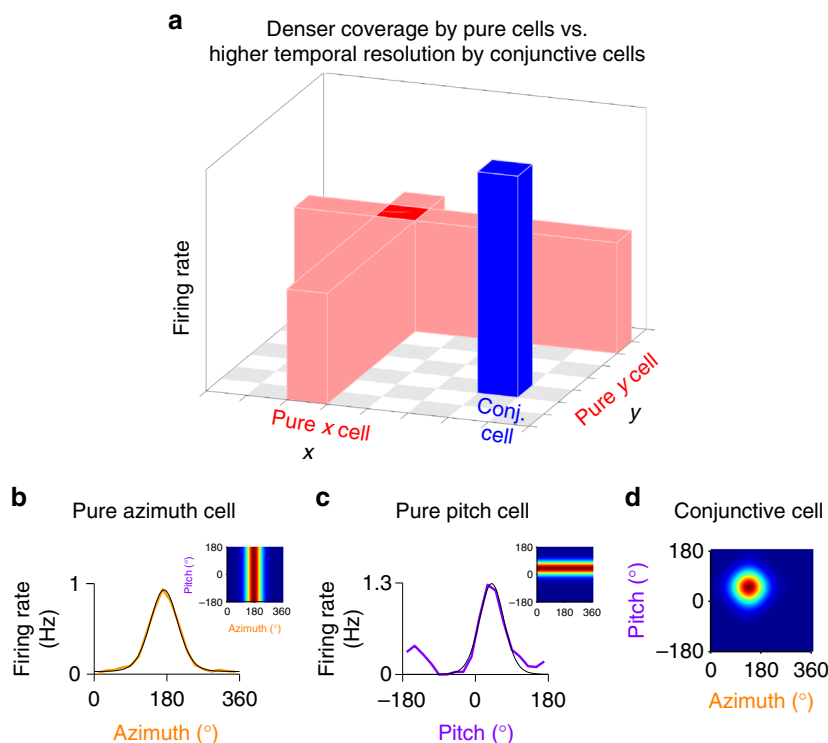 a
Denser coverage by pure cells vs.
higher temporal resolution by conjunctive cells
Firing rate
Pure x cell
x
Conj.
cell
Pure y cell
y
b
Pure azimuth cell
Firing rate
(Hz)
1
0
0 180 360
Azimuth (°)
Pitch (°)
180
0
−180
0 180 360
Azimuth (°)
c
Pure pitch cell
Firing rate
(Hz)
1.3
0
−180 0 180
Pitch (°)
180
0
−180
0 180 360
d
Conjunctive cell
Pitch (°)
180
0
−180
0 180 360
Azimuth (°)